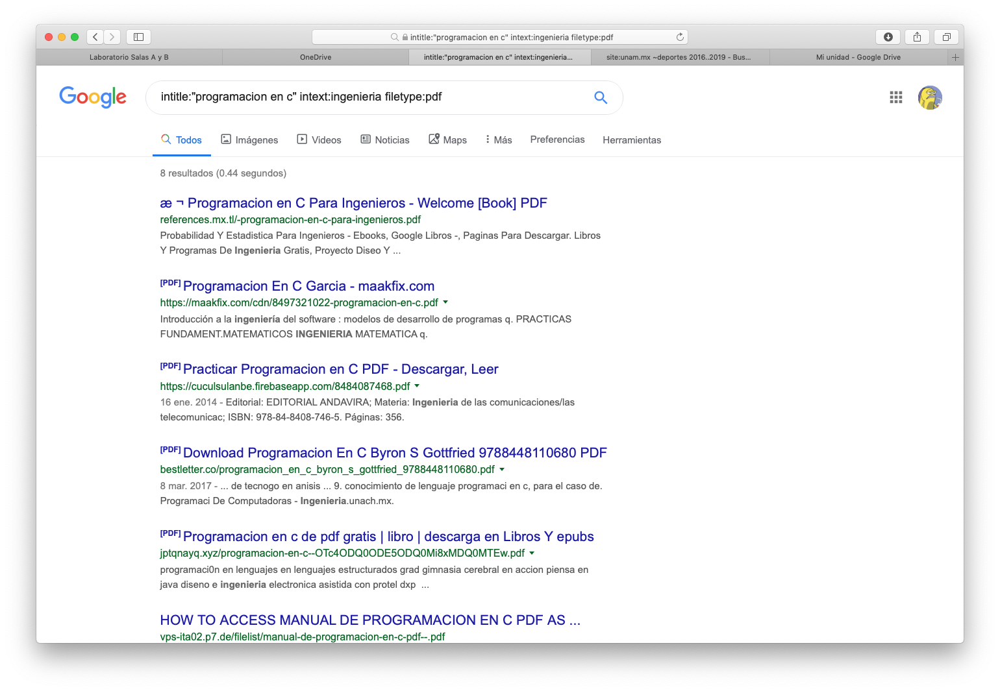 intitle:"programacion en c" intext:ingenieria filetype:pdf
Laboratorio Salas A y B
OneDrive
intitle:"programacion en c" intext:ingenieria...
site:unam.mx ~deportes 2016..2019 - Bus...
Mi unidad - Google Drive
Google
intitle:"programacion en c" intext:ingenieria filetype:pdf
Todos
Imágenes
Videos
Noticias
Maps
Más
Preferencias
Herramientas
8 resultados (0.44 segundos)
æ ¬ Programacion en C Para Ingenieros - Welcome [Book] PDF
references.mx.tl/-programacion-en-c-para-ingenieros.pdf
Probabilidad Y Estadistica Para Ingenieros - Ebooks, Google Libros -, Paginas Para Descargar. Libros
Y Programas De Ingenieria Gratis, Proyecto Diseo Y ...
[PDF] Programacion En C Garcia - maakfix.com
https://maakfix.com/cdn/8497321022-programacion-en-c.pdf
Introducción a la ingeniería del software : modelos de desarrollo de programas q. PRACTICAS
FUNDAMENT.MATEMATICOS INGENIERIA MATEMATICA q.
[PDF] Practicar Programacion en C PDF - Descargar, Leer
https://cuculsulanbe.firebaseapp.com/8484087468.pdf
16 ene. 2014 - Editorial: EDITORIAL ANDAVIRA; Materia: Ingenieria de las comunicaciones/las
telecomunicac; ISBN: 978-84-8408-746-5. Páginas: 356.
[PDF] Download Programacion En C Byron S Gottfried 9788448110680 PDF
bestletter.co/programacion_en_c_byron_s_gottfried_9788448110680.pdf
8 mar. 2017 - ... de tecnogo en anisis ... 9. conocimiento de lenguaje programaci en c, para el caso de.
Programaci De Computadoras - Ingenieria.unach.mx.
[PDF] Programacion en c de pdf gratis | libro | descarga en Libros Y epubs
jptqnayq.xyz/programacion-en-c--OTc4ODQ0ODE5ODQ0Mi8xMDQ0MTEw.pdf
programaci0n en lenguajes en lenguajes estructurados grad gimnasia cerebral en accion piensa en
java diseno e ingenieria electronica asistida con protel dxp ...
HOW TO ACCESS MANUAL DE PROGRAMACION EN C PDF AS ...
vps-ita02.p7.de/filelist/manual-de-programacion-en-c-pdf--.pdf